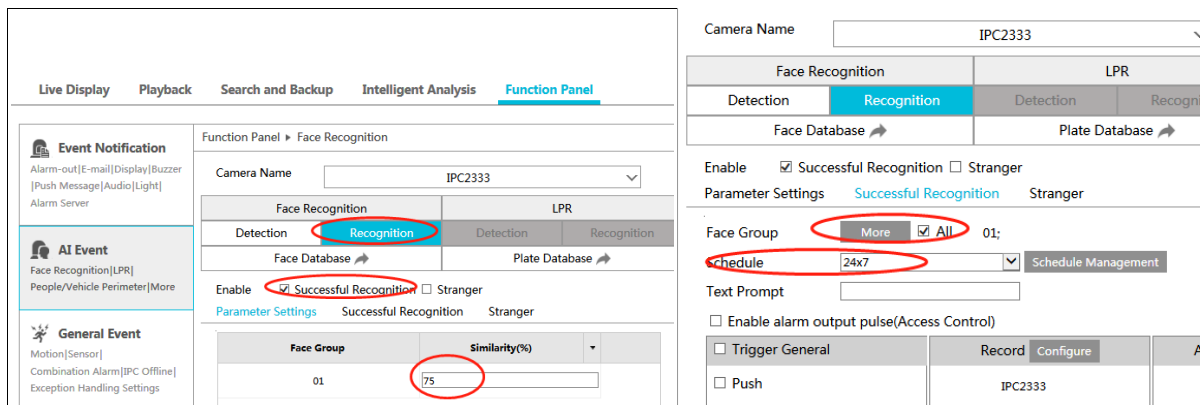 Live Display Playback Search and Backup Intelligent Analysis Function Panel
Event Notification
Alarm-out|E-mail|Display|Buzzer
|Push Message|Audio|Light|
Alarm Server
AI Event
Face Recognition|LPR|
People/Vehicle Perimeter|More
General Event
Motion|Sensor|
Combination Alarm|IPC Offline|
Exception Handling Settings
Function Panel ▸ Face Recognition
Camera Name IPC2333
Face Recognition LPR
Detection Recognition Detection Recognition
Face Database Plate Database
Enable Successful Recognition Stranger
Parameter Settings Successful Recognition Stranger
Face Group Similarity(%)
01 75
Camera Name IPC2333
Face Recognition LPR
Detection Recognition Detection Recogni
Face Database Plate Database
Enable Successful Recognition Stranger
Parameter Settings Successful Recognition Stranger
Face Group More All 01;
Schedule 24x7 Schedule Management
Text Prompt
Enable alarm output pulse(Access Control)
Trigger General Record Configure A
Push IPC2333